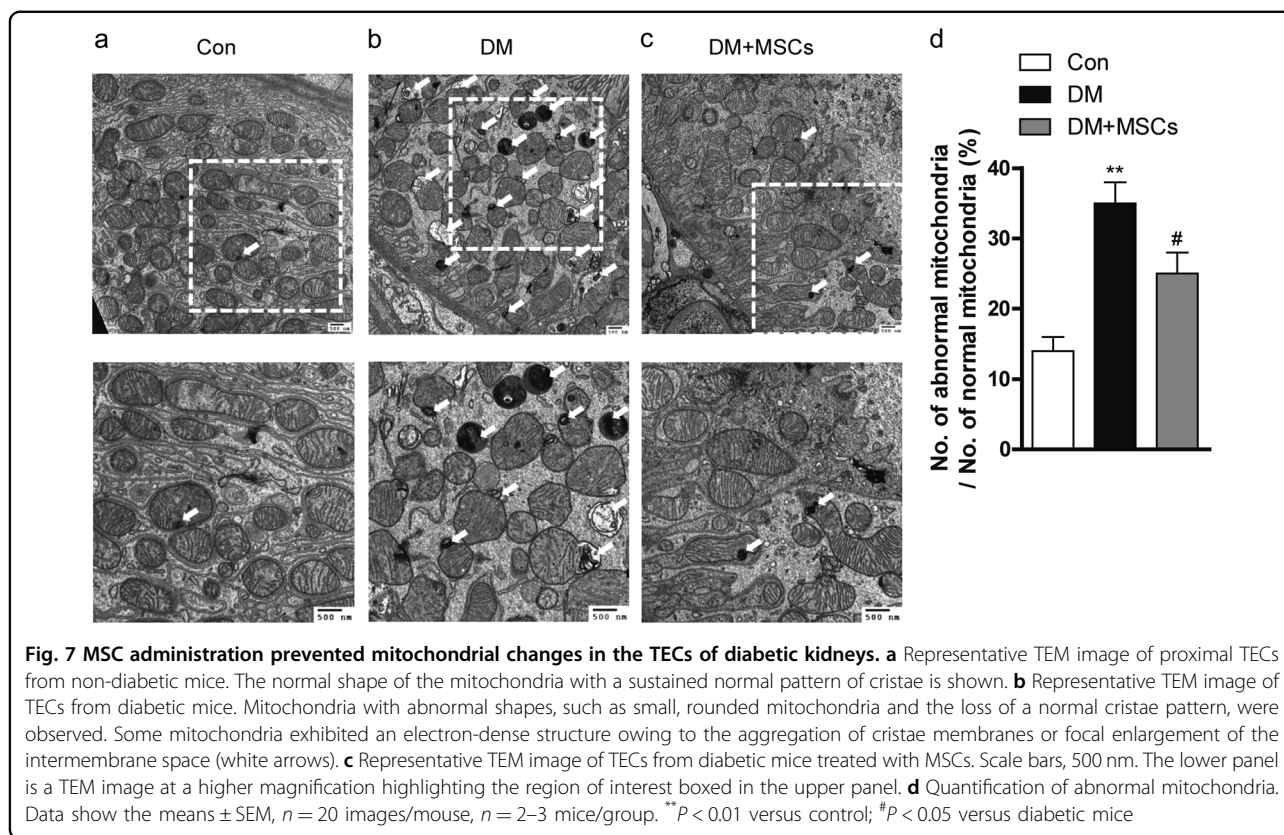 a
Con
b
DM
c
DM+MSCs
d
Con
DM
DM+MSCs
500 nm
500 nm
500 nm
500 nm
500 nm
500 nm
No. of abnormal mitochondria
/ No. of normal mitochondria (%)
40
30
20
10
0
**
#
Fig. 7 MSC administration prevented mitochondrial changes in the TECs of diabetic kidneys. a Representative TEM image of proximal TECs
from non-diabetic mice. The normal shape of the mitochondria with a sustained normal pattern of cristae is shown. b Representative TEM image of
TECs from diabetic mice. Mitochondria with abnormal shapes, such as small, rounded mitochondria and the loss of a normal cristae pattern, were
observed. Some mitochondria exhibited an electron-dense structure owing to the aggregation of cristae membranes or focal enlargement of the
intermembrane space (white arrows). c Representative TEM image of TECs from diabetic mice treated with MSCs. Scale bars, 500 nm. The lower panel
is a TEM image at a higher magnification highlighting the region of interest boxed in the upper panel. d Quantification of abnormal mitochondria.
Data show the means ± SEM, n = 20 images/mouse, n = 2–3 mice/group. **P < 0.01 versus control; #P < 0.05 versus diabetic mice